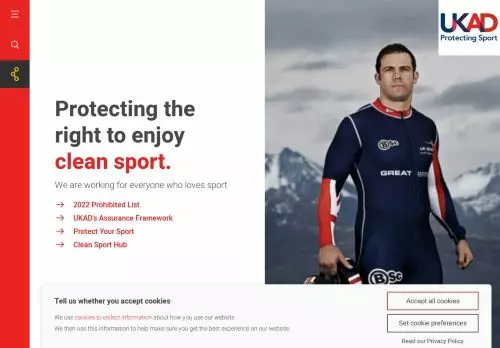 UKAD
Protecting Sport
Protecting the
right to enjoy
clean sport.
We are working for everyone who loves sport
2022 Prohibited List
UKAD's Assurance Framework
Protect Your Sport
Clean Sport Hub
BSC
GREAT
BSC
Tell us whether you accept cookies
We use cookies to collect information about how you use our website.
We then use this information to help make sure you get the best experience on our website.
Accept all cookies
Set cookie preferences
Read our Privacy Policy